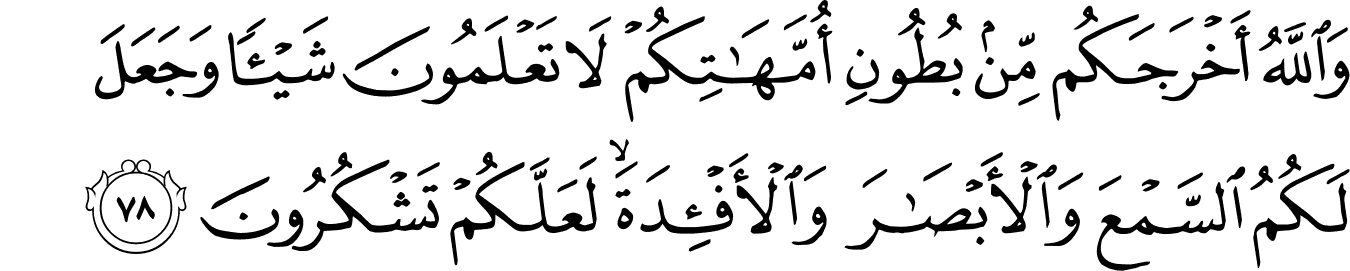 وَٱللَّهُ أَخْرَجَكُم مِّنۢ بُطُونِ أُمَّهَـٰتِكُمْ لَا تَعْلَمُونَ شَيْـًٔا وَجَعَلَ
لَكُمُ ٱلسَّمْعَ وَٱلْأَبْصَـٰرَ وَٱلْأَفْـِٔدَةَ ۙ لَعَلَّكُمْ تَشْكُرُونَ ٧٨